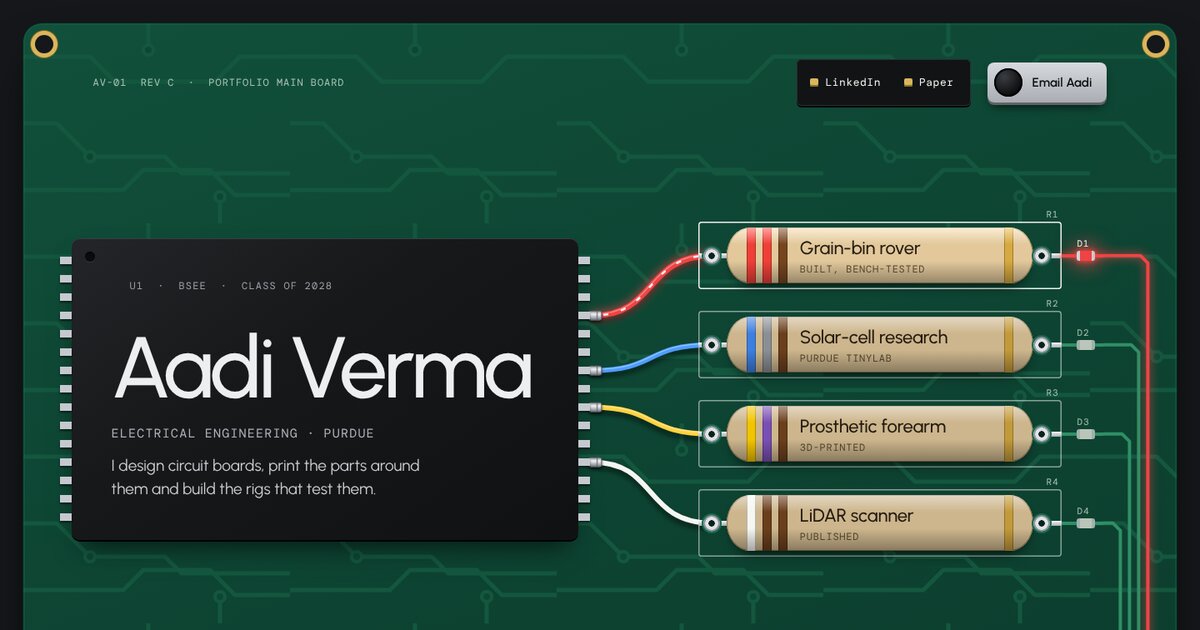 AV-01 REV C · PORTFOLIO MAIN BOARD
LinkedIn
Paper
Email Aadi
U1 · BSEE · CLASS OF 2028
Aadi Verma
ELECTRICAL ENGINEERING · PURDUE
I design circuit boards, print the parts around
them and build the rigs that test them.
R1
Grain-bin rover
BUILT, BENCH-TESTED
D1
R2
Solar-cell research
PURDUE TINYLAB
D2
R3
Prosthetic forearm
3D-PRINTED
D3
R4
LiDAR scanner
PUBLISHED
D4